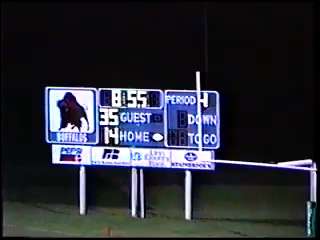 8:55
PERIOD 4
35 GUEST
DOWN
14 HOME
TO GO
BUFFALOS
PEPSI